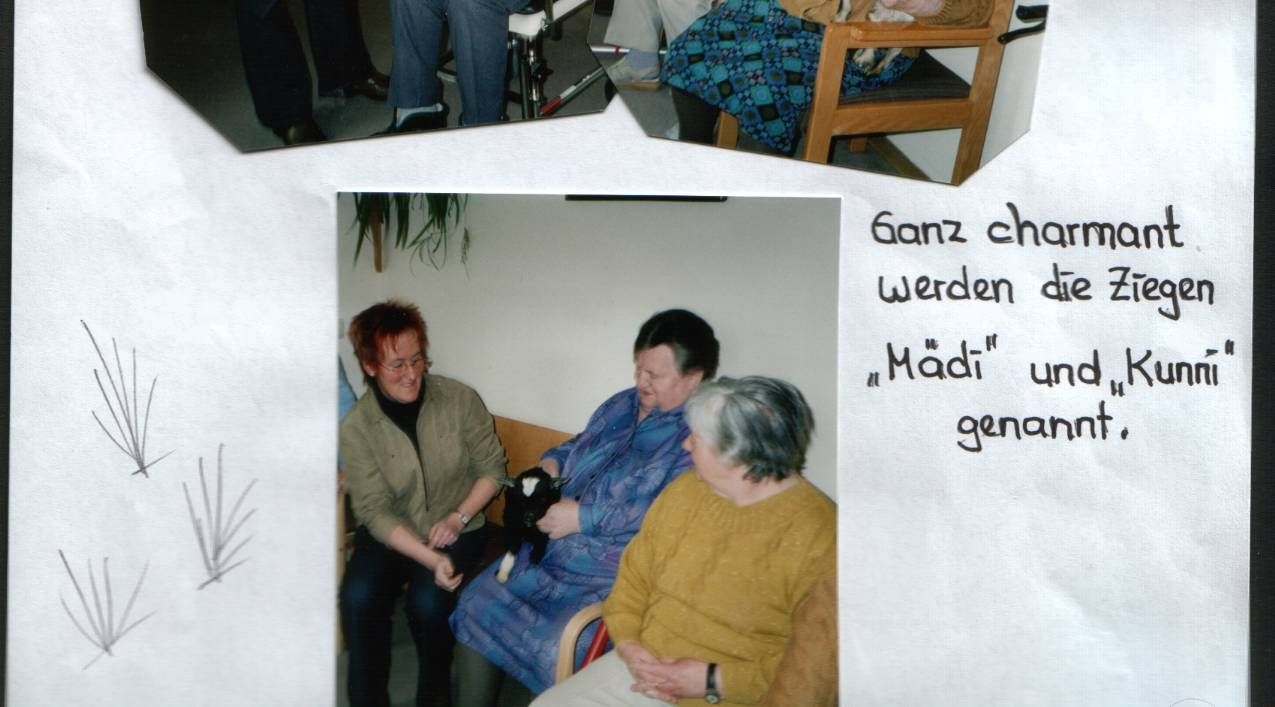 Ganz charmant
werden die Ziegen
„Mädi“ und „Kunni“
genannt.